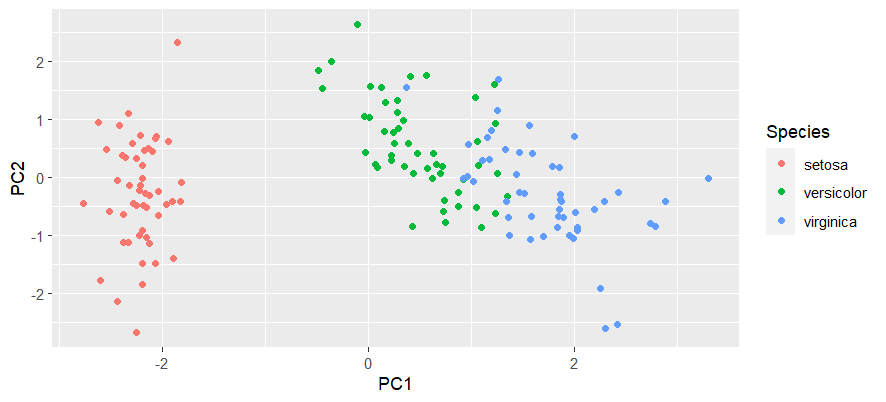 Species
setosa
versicolor
virginica
PC2
2
1
0
-1
-2
-2
0
2
PC1